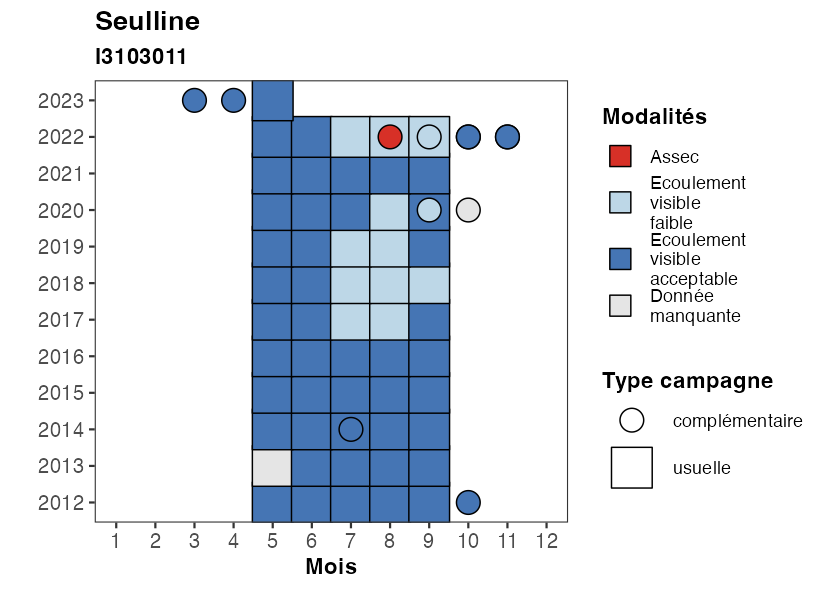 Seulline
I3103011
2023
2022
2021
2020
2019
2018
2017
2016
2015
2014
2013
2012
1 2 3 4 5 6 7 8 9 10 11 12
Mois
Modalités
Assec
Ecoulement
visible
faible
Ecoulement
visible
acceptable
Donnée
manquante
Type campagne
complémentaire
usuelle